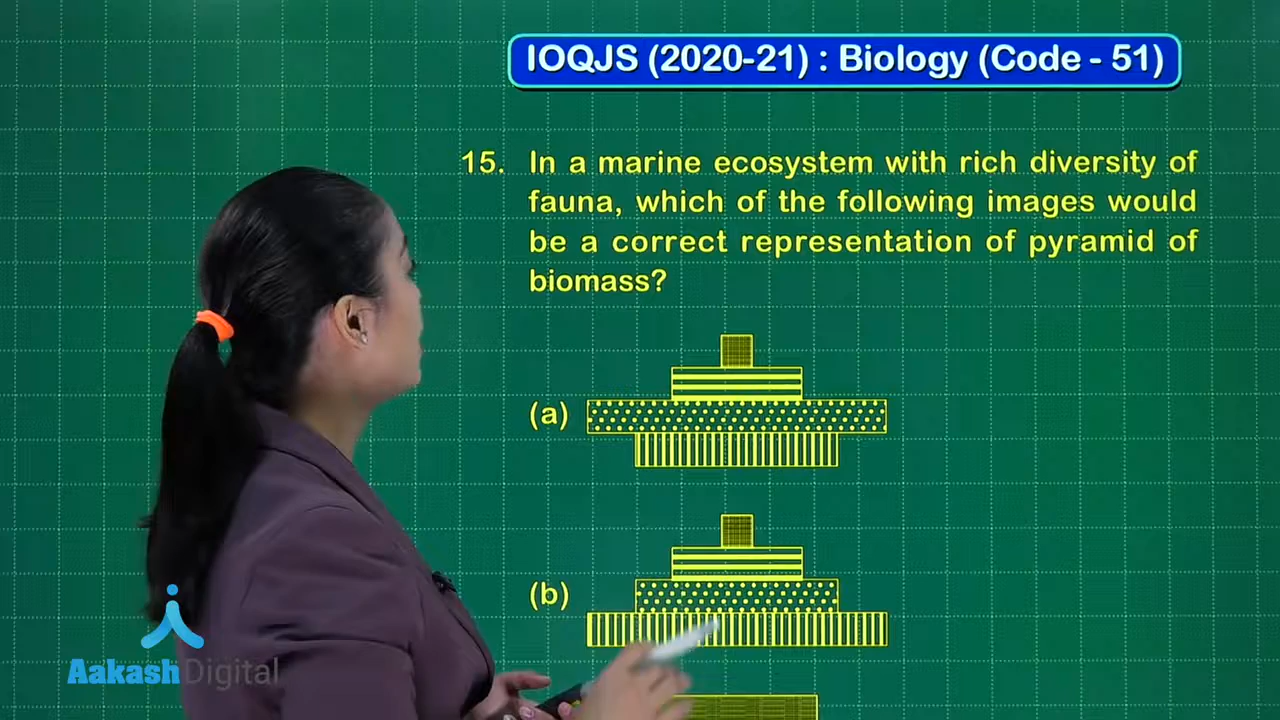 IOQJS (2020-21) : Biology (Code - 51)
15. In a marine ecosystem with rich diversity of
fauna, which of the following images would
be a correct representation of pyramid of
biomass?
(a)
(b)
Aakash Digital